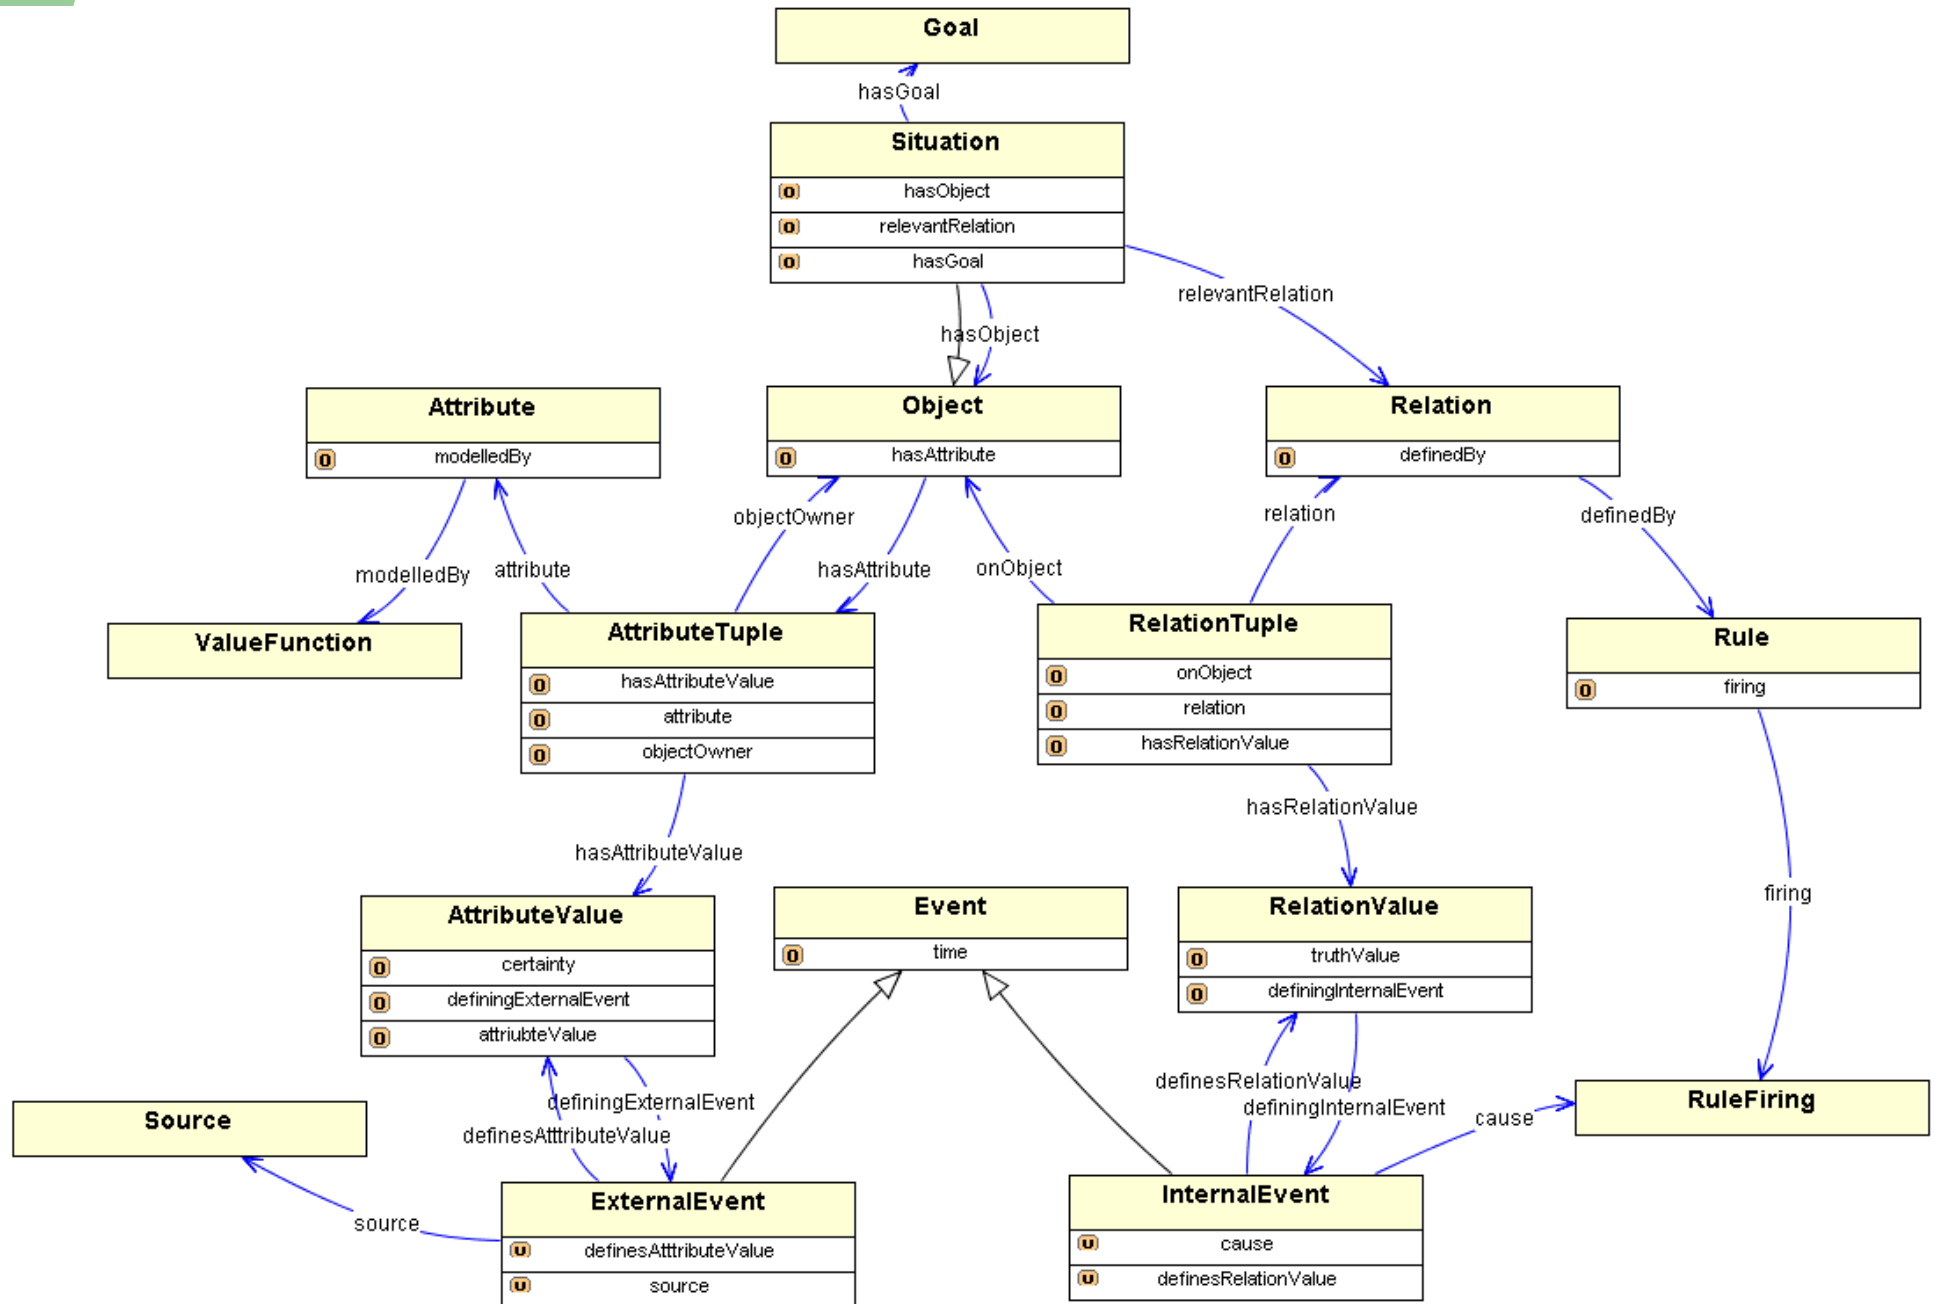 Goal
hasGoal
Situation
O hasObject
O relevantRelation
O hasGoal
relevantRelation
hasObject
Attribute
O modelledBy
Object
O hasAttribute
Relation
O definedBy
objectOwner
relation
definedBy
modelledBy
attribute
hasAttribute
onObject
ValueFunction
AttributeTuple
O hasAttributeValue
O attribute
O objectOwner
RelationTuple
O onObject
O relation
O hasRelationValue
Rule
O firing
hasRelationValue
hasAttributeValue
firing
AttributeValue
O certainty
O definingExternalEvent
O attriubteValue
Event
O time
RelationValue
O truthValue
O definingInternalEvent
definesRelationValue
definingInternalEvent
definingExternalEvent
definesAtttributeValue
cause
RuleFiring
Source
source
ExternalEvent
U definesAtttributeValue
U source
InternalEvent
U cause
U definesRelationValue